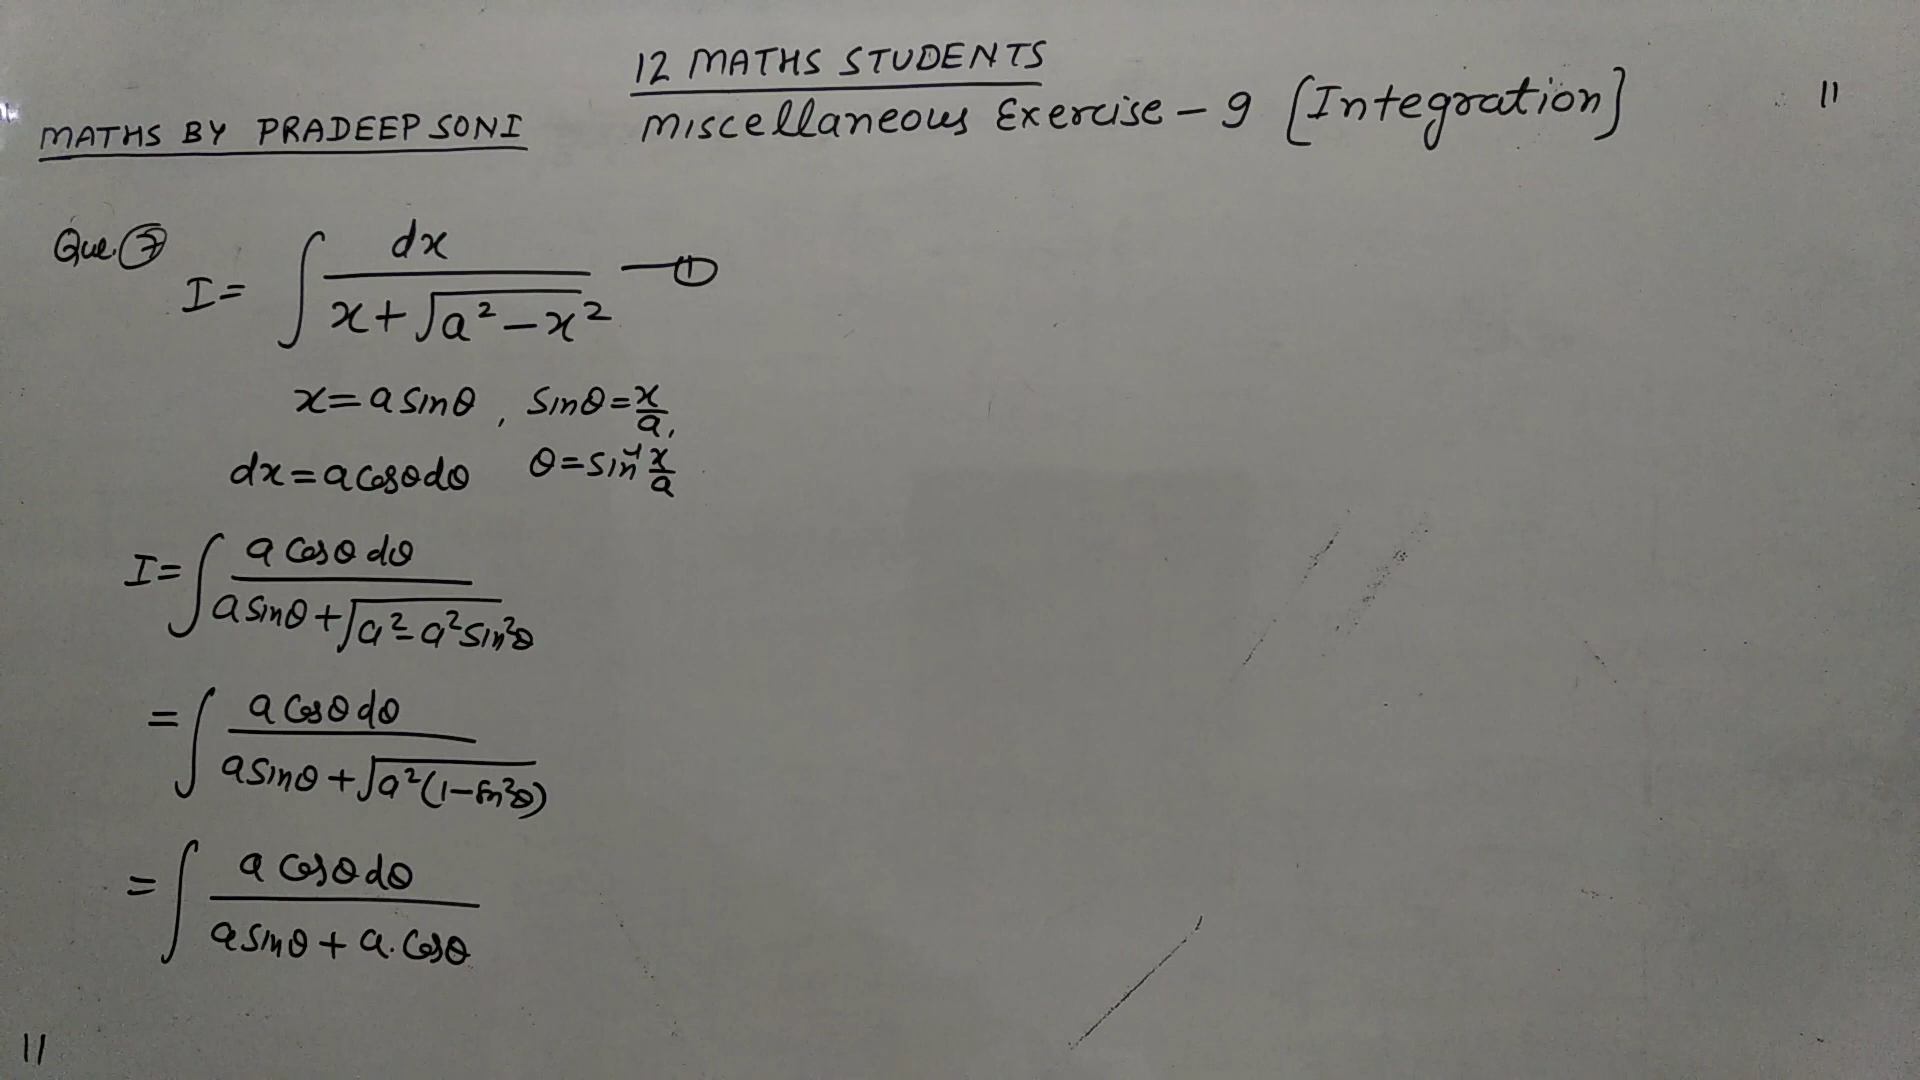 12 MATHS STUDENTS
MATHS BY PRADEEP SONI
Miscellaneous Exercise - 9 [Integration]
11
Que. ⑦
I = ∫ dx / (x + √(a² - x²)) — ①
x = a sinθ, sinθ = x/a,
dx = a cosθ dθ θ = sin⁻¹ x/a
I = ∫ a cosθ dθ / (a sinθ + √(a² - a² sin²θ))
= ∫ a cosθ dθ / (a sinθ + √(a²(1 - sin²θ)))
= ∫ a cosθ dθ / (a sinθ + a. cosθ)
11